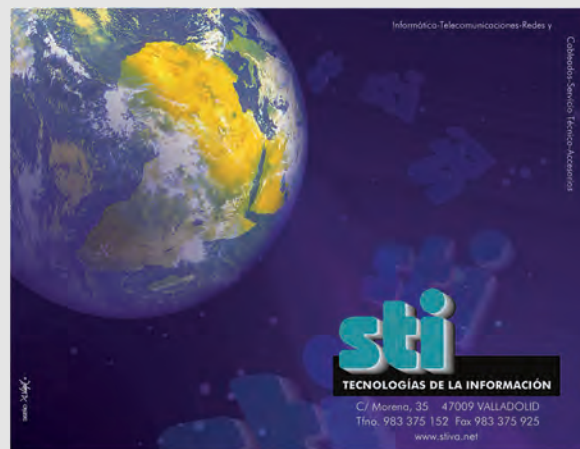 Informática-Telecomunicaciones-Redes y
Cableados-Servicio Técnico-Accesorios
sti
TECNOLOGÍAS DE LA INFORMACIÓN
C/ Moreno, 35 47009 VALLADOLID
Tfno. 983 375 152 Fax 983 375 925
www.stiva.net